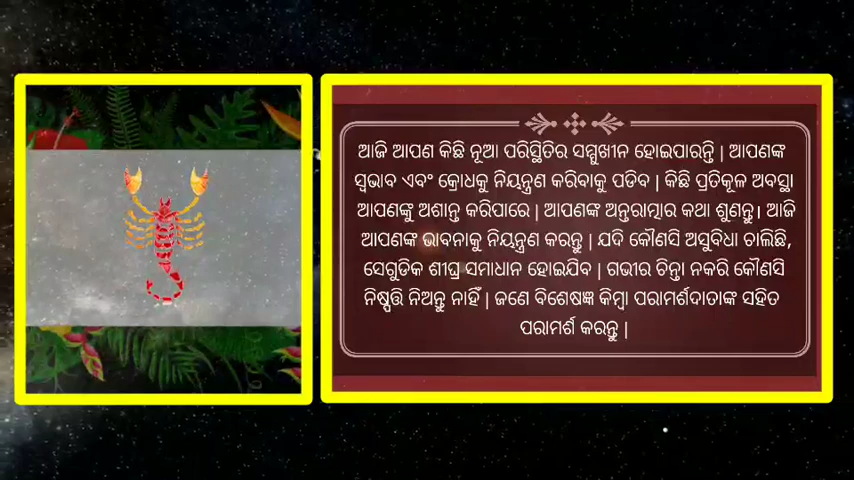 ଆଜି ଆପଣ କିଛି ନୂଆ ପରିସ୍ଥିତିର ସମ୍ମୁଖୀନ ହୋଇପାରନ୍ତି | ଆପଣଙ୍କ
ସ୍ୱଭାବ ଏବଂ କ୍ରୋଧକୁ ନିୟନ୍ତ୍ରଣ କରିବାକୁ ପଡିବ | କିଛି ପ୍ରତିକୂଳ ଅବସ୍ଥା
ଆପଣଙ୍କୁ ଅଶାନ୍ତ କରିପାରେ | ଆପଣଙ୍କ ଅନ୍ତରାତ୍ମାର କଥା ଶୁଣନ୍ତୁ। ଆଜି
ଆପଣଙ୍କ ଭାବନାକୁ ନିୟନ୍ତ୍ରଣ କରନ୍ତୁ | ଯଦି କୌଣସି ଅସୁବିଧା ଚାଲିଛି,
ସେଗୁଡିକ ଶୀଘ୍ର ସମାଧାନ ହୋଇଯିବ | ଗଭୀର ଚିନ୍ତା ନକରି କୌଣସି
ନିଷ୍ପତ୍ତି ନିଅନ୍ତୁ ନାହିଁ | ଜଣେ ବିଶେଷଜ୍ଞ କିମ୍ବା ପରାମର୍ଶଦାତାଙ୍କ ସହିତ
ପରାମର୍ଶ କରନ୍ତୁ |